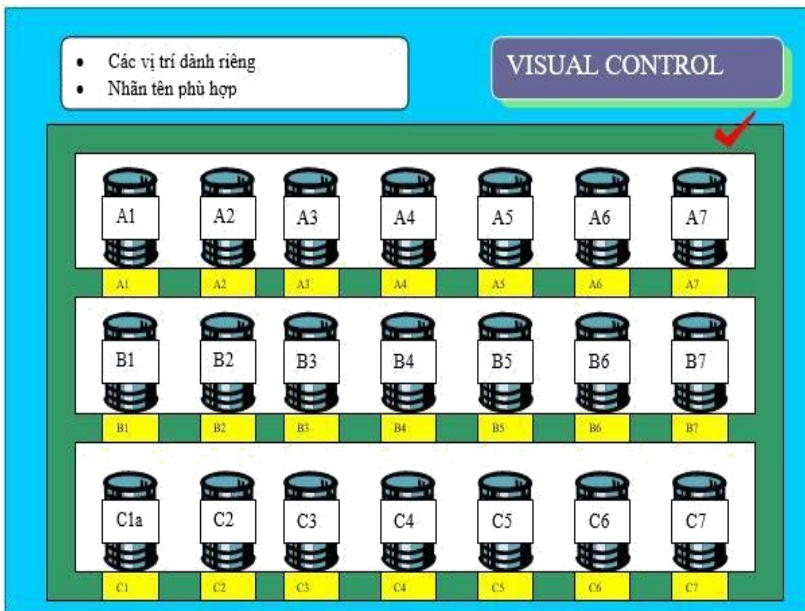 • Các vị trí dành riêng
• Nhãn tên phù hợp
VISUAL CONTROL
A1 A2 A3 A4 A5 A6 A7
A1 A2 A3 A4 A5 A6 A7
B1 B2 B3 B4 B5 B6 B7
B1 B2 B3 B4 B5 B6 B7
C1a C2 C3 C4 C5 C6 C7
C1 C2 C3 C4 C5 C6 C7